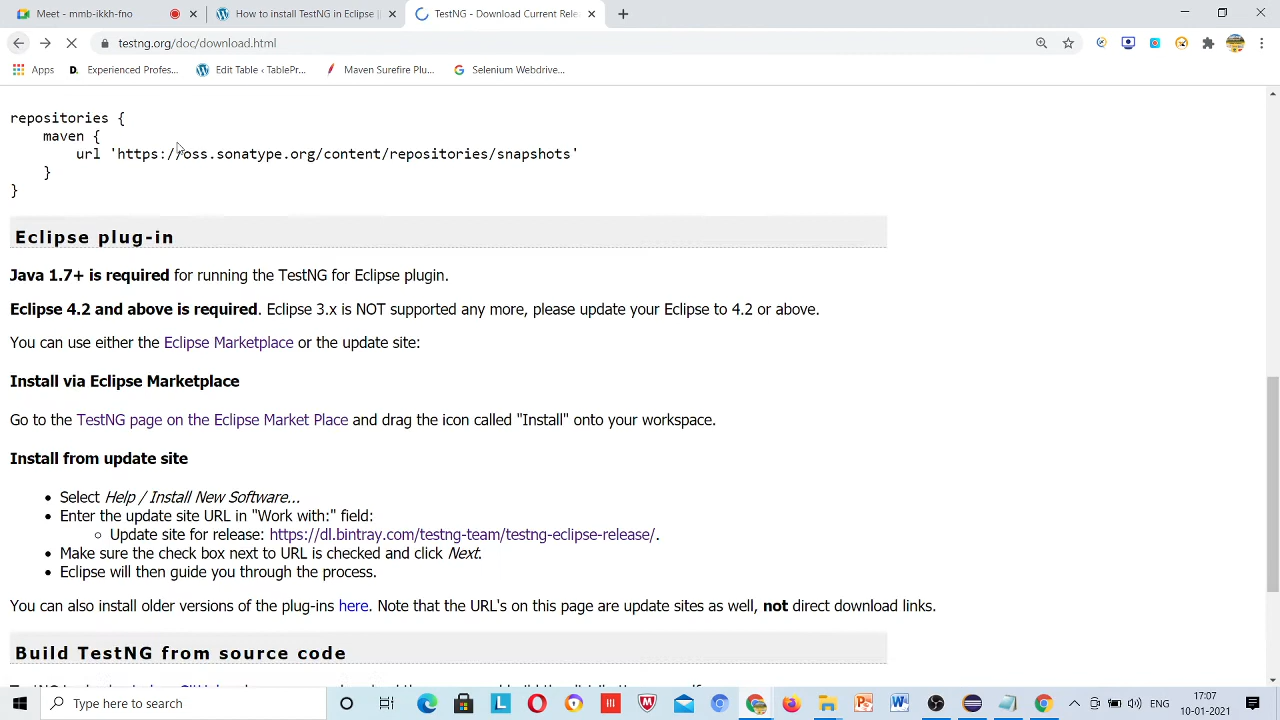 Meet - mmb-ikkh-fno
How to install TestNG in Eclipse ||
TestNG - Download Current Rele
testng.org/doc/download.html
Apps
D. Experienced Profes...
Edit Table ‹ TablePr...
Maven Surefire Plu...
Selenium Webdrive...
repositories {
maven {
url 'https://oss.sonatype.org/content/repositories/snapshots'
}
}
Eclipse plug-in
Java 1.7+ is required for running the TestNG for Eclipse plugin.
Eclipse 4.2 and above is required. Eclipse 3.x is NOT supported any more, please update your Eclipse to 4.2 or above.
You can use either the Eclipse Marketplace or the update site:
Install via Eclipse Marketplace
Go to the TestNG page on the Eclipse Market Place and drag the icon called "Install" onto your workspace.
Install from update site
Select Help / Install New Software...
Enter the update site URL in "Work with:" field:
Update site for release: https://dl.bintray.com/testng-team/testng-eclipse-release/.
Make sure the check box next to URL is checked and click Next.
Eclipse will then guide you through the process.
You can also install older versions of the plug-ins here. Note that the URL's on this page are update sites as well, not direct download links.
Build TestNG from source code
Type here to search
ENG
17:07
10-01-2021